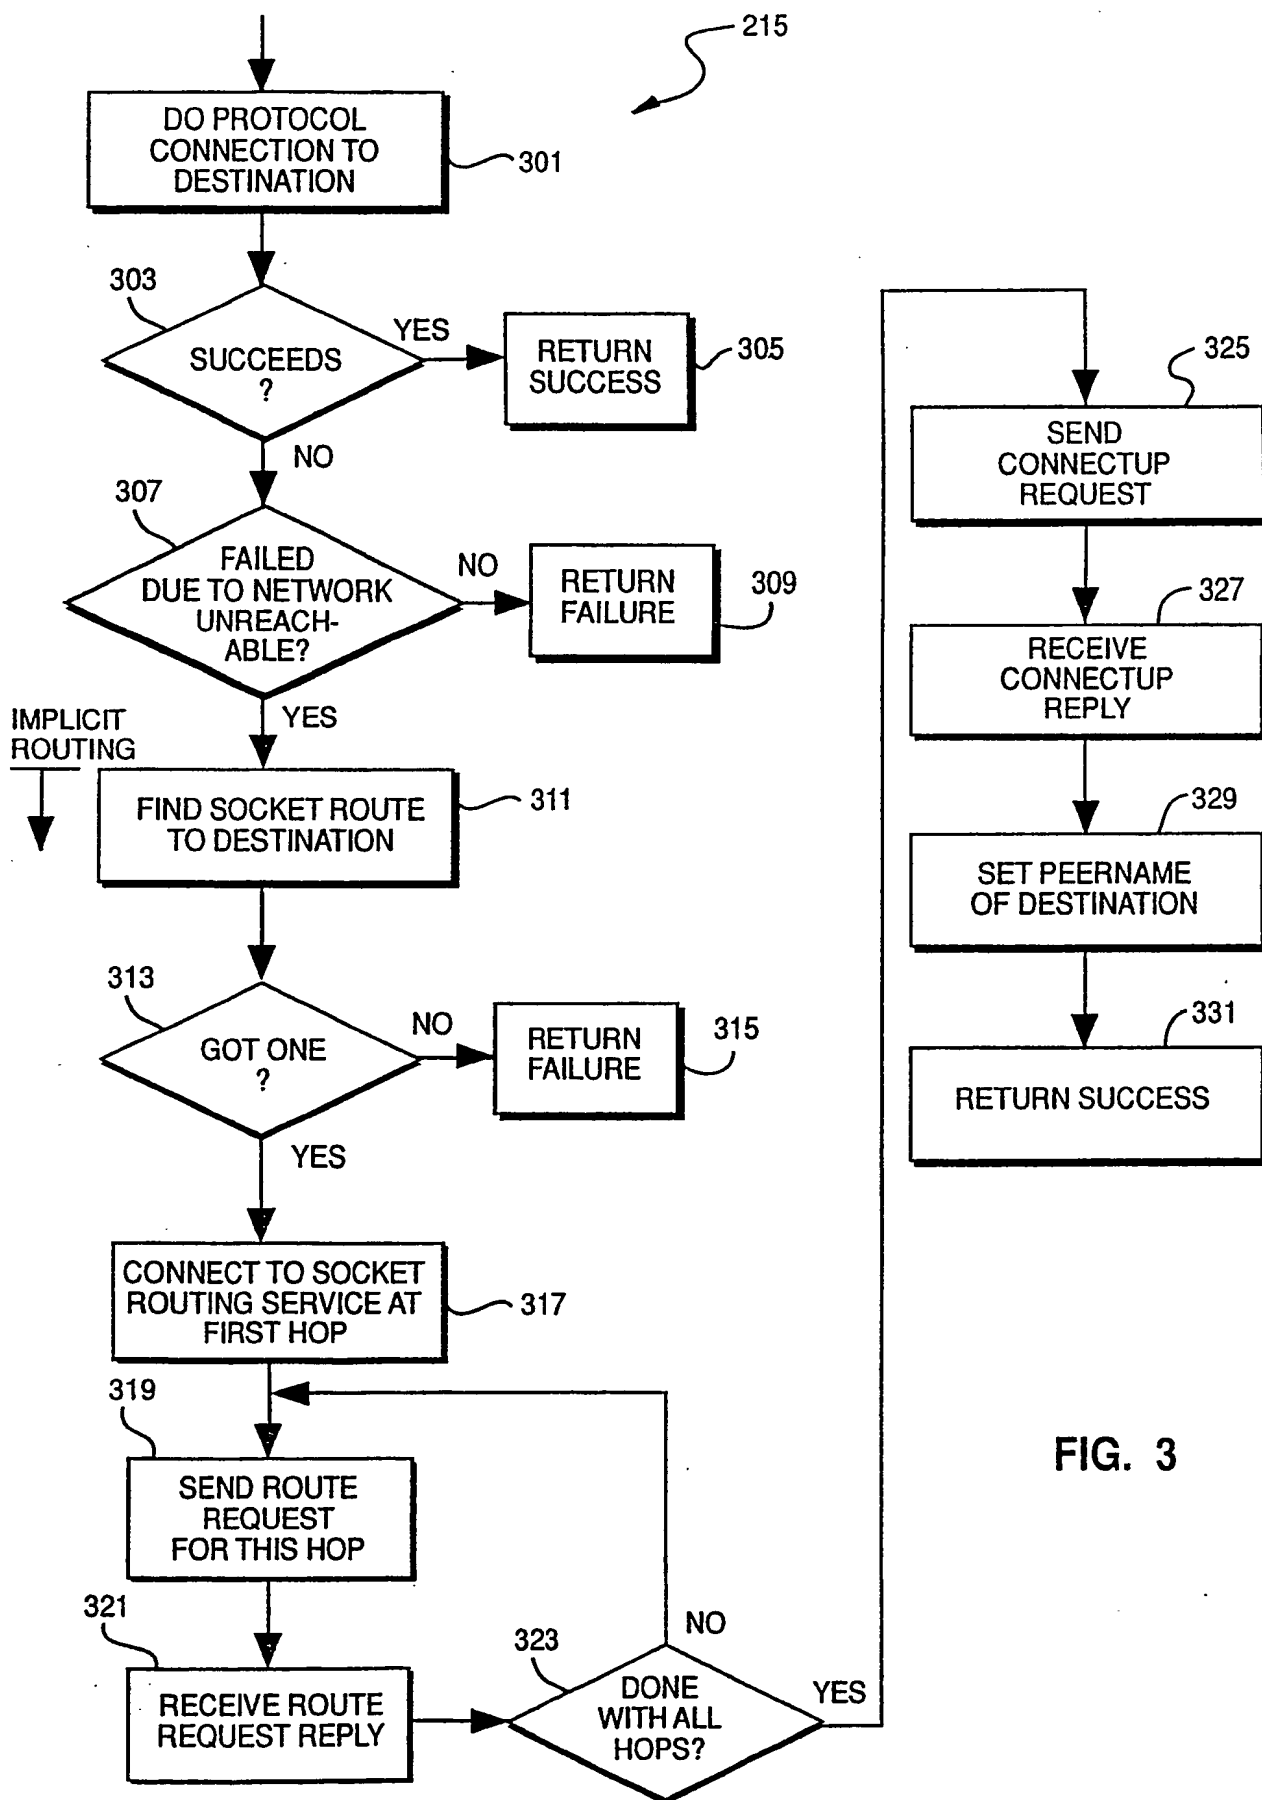 215
DO PROTOCOL
CONNECTION TO
DESTINATION
301
303
SUCCEEDS
?
YES
RETURN
SUCCESS
305
NO
307
FAILED
DUE TO NETWORK
UNREACH-
ABLE?
NO
RETURN
FAILURE
309
YES
IMPLICIT
ROUTING
FIND SOCKET ROUTE
TO DESTINATION
311
313
GOT ONE
?
NO
RETURN
FAILURE
315
YES
CONNECT TO SOCKET
ROUTING SERVICE AT
FIRST HOP
317
319
SEND ROUTE
REQUEST
FOR THIS HOP
321
RECEIVE ROUTE
REQUEST REPLY
323
DONE
WITH ALL
HOPS?
NO
YES
325
SEND
CONNECTUP
REQUEST
327
RECEIVE
CONNECTUP
REPLY
329
SET PEERNAME
OF DESTINATION
331
RETURN SUCCESS
FIG. 3